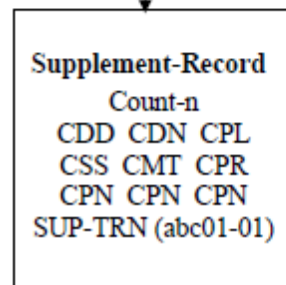 Supplement-Record
Count-n
CDD CDN CPL
CSS CMT CPR
CPN CPN CPN
SUP-TRN (abc01-01)